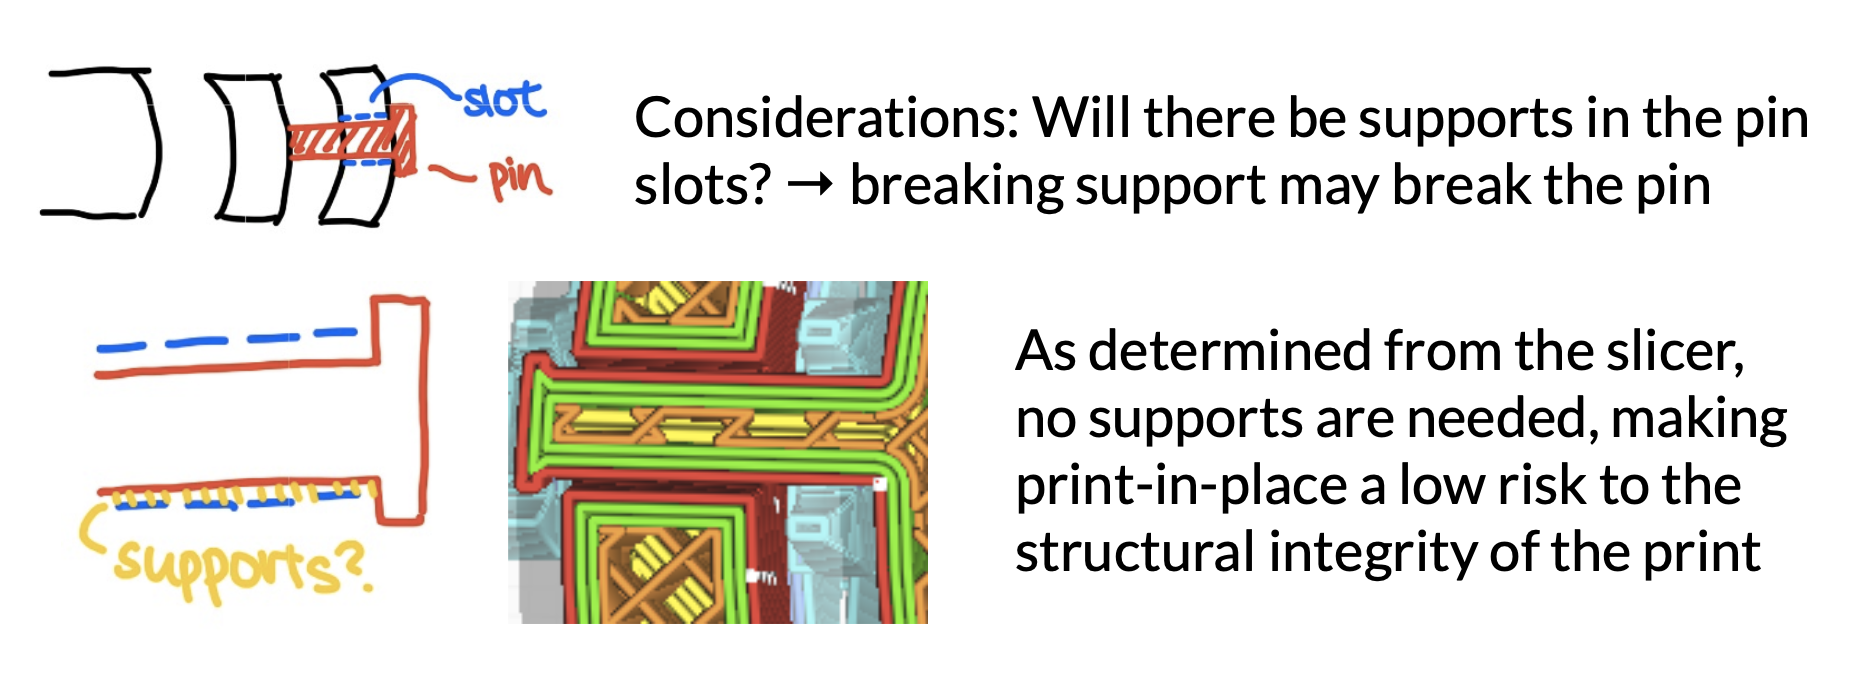 slot
pin
Considerations: Will there be supports in the pin
slots? → breaking support may break the pin
supports?
As determined from the slicer,
no supports are needed, making
print-in-place a low risk to the
structural integrity of the print